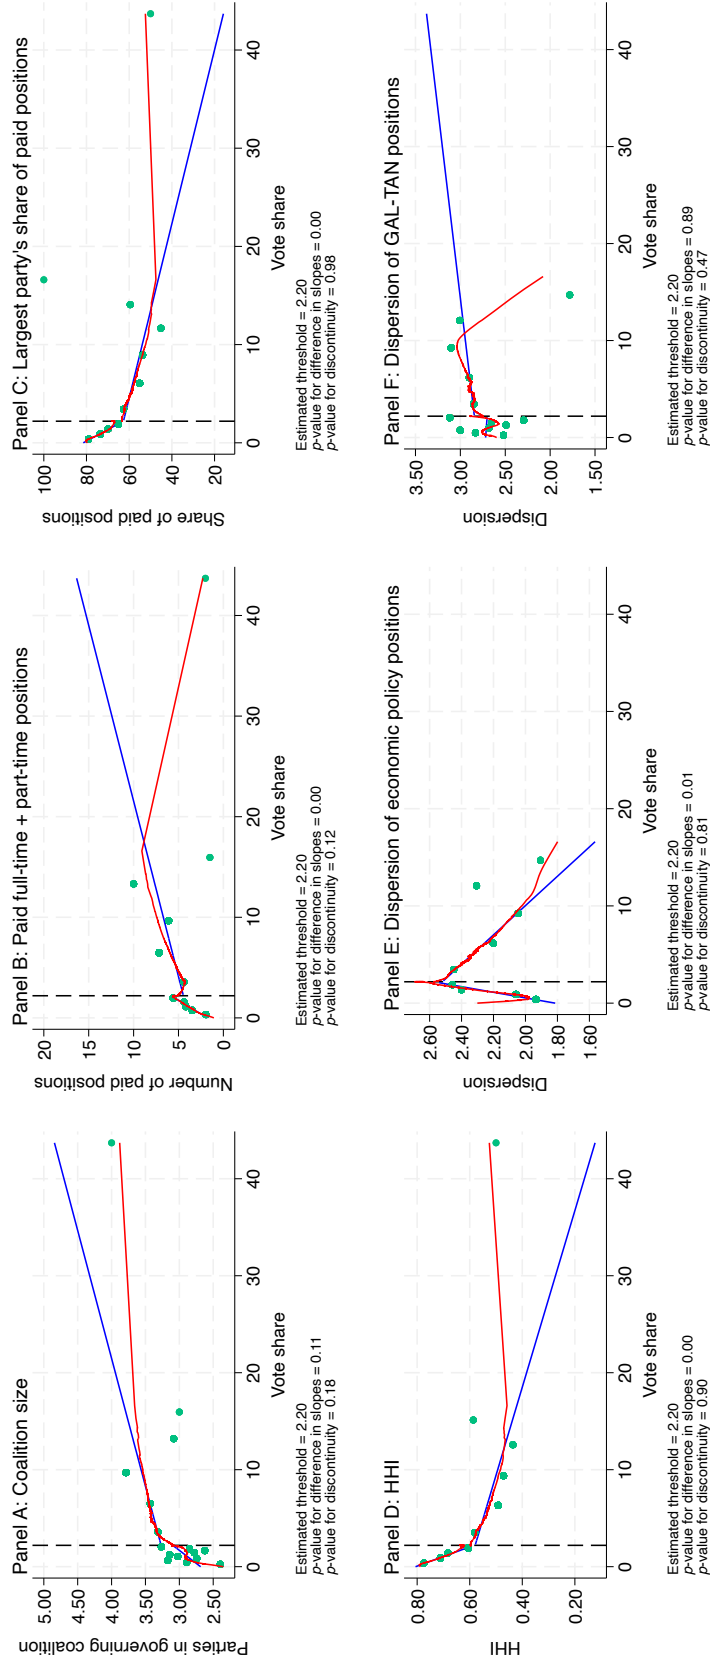 Panel A: Coalition size
Parties in governing coalition
5.00
4.50
4.00
3.50
3.00
2.50
0 10 20 30 40
Vote share
Estimated threshold = 2.20
p-value for difference in slopes = 0.11
p-value for discontinuity = 0.18
Panel B: Paid full-time + part-time positions
Number of paid positions
20
15
10
5
0
0 10 20 30 40
Vote share
Estimated threshold = 2.20
p-value for difference in slopes = 0.00
p-value for discontinuity = 0.12
Panel C: Largest party's share of paid positions
Share of paid positions
100
80
60
40
20
0 10 20 30 40
Vote share
Estimated threshold = 2.20
p-value for difference in slopes = 0.00
p-value for discontinuity = 0.98
Panel D: HHI
HHI
0.80
0.60
0.40
0.20
0 10 20 30 40
Vote share
Estimated threshold = 2.20
p-value for difference in slopes = 0.00
p-value for discontinuity = 0.90
Panel E: Dispersion of economic policy positions
Dispersion
2.60
2.40
2.20
2.00
1.80
1.60
0 10 20 30 40
Vote share
Estimated threshold = 2.20
p-value for difference in slopes = 0.01
p-value for discontinuity = 0.81
Panel F: Dispersion of GAL-TAN positions
Dispersion
3.50
3.00
2.50
2.00
1.50
0 10 20 30 40
Vote share
Estimated threshold = 2.20
p-value for difference in slopes = 0.89
p-value for discontinuity = 0.47